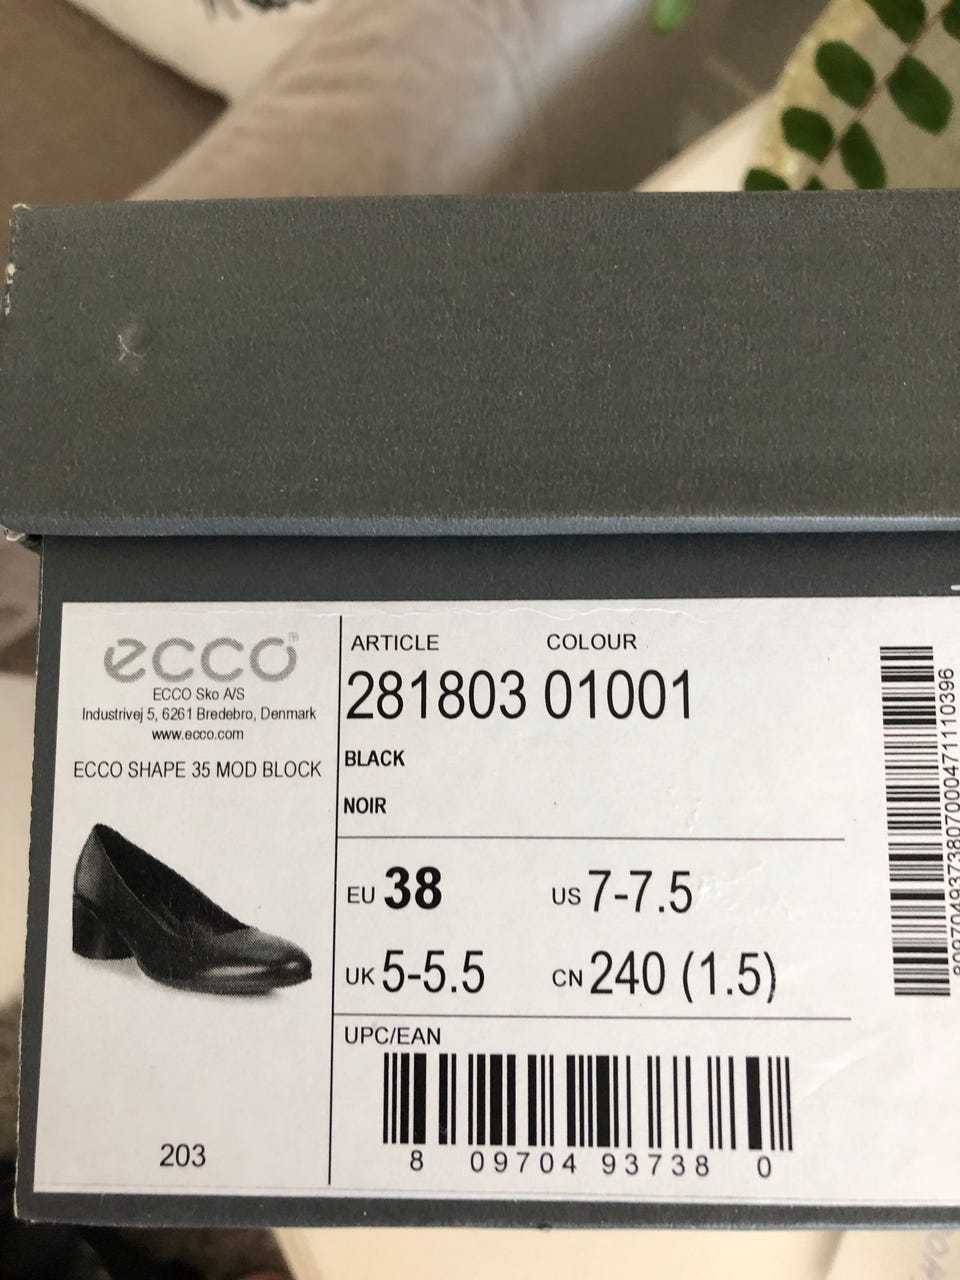 ecco®
ECCO Sko A/S
Industrivej 5, 6261 Bredebro, Denmark
www.ecco.com
ECCO SHAPE 35 MOD BLOCK
203
ARTICLE COLOUR
281803 01001
BLACK
NOIR
EU 38 US 7-7.5
UK 5-5.5 CN 240 (1.5)
UPC/EAN
8 09704 93738 0